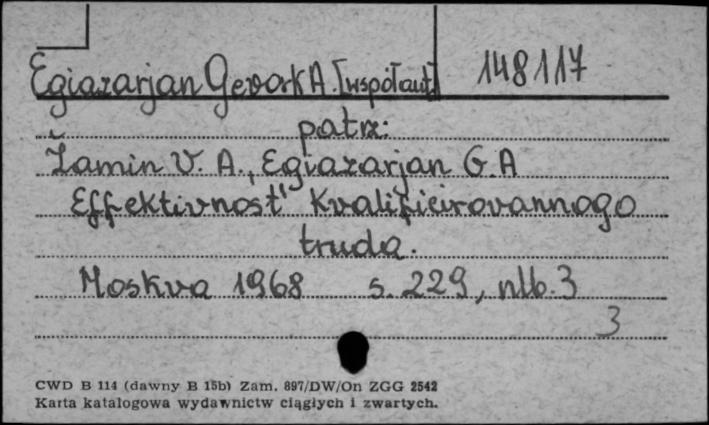 Egiazarjan Gevork A. [współaut] 148117
patrz:
Žamin V. A., Egiazarjan G. A
Effektivnost' kvalificirovannogo
truda.
Moskva 1968 s. 229, nlb. 3
3
CWD B 114 (dawny B 15b) Zam. 897/DW/On ZGG 2542
Karta katalogowa wydawnictw ciągłych i zwartych.